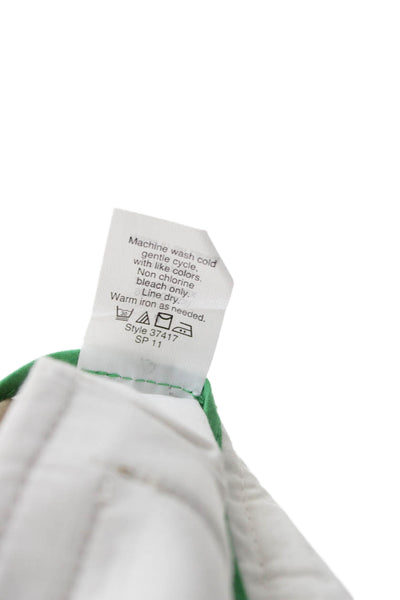 Machine wash cold
gentle cycle,
with like colors.
Non chlorine
bleach only.
Line dry.
Warm iron as needed.
Style 37417
SP 11